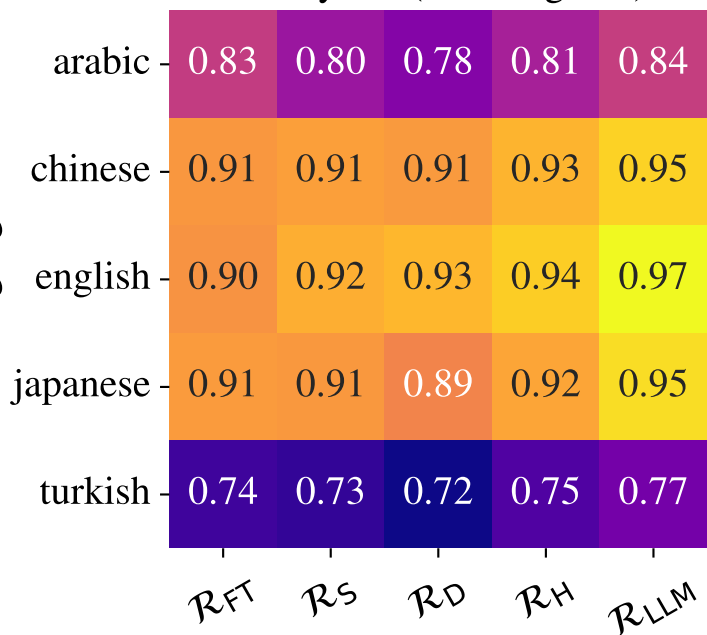 arabic 0.83 0.80 0.78 0.81 0.84
chinese 0.91 0.91 0.91 0.93 0.95
english 0.90 0.92 0.93 0.94 0.97
japanese 0.91 0.91 0.89 0.92 0.95
turkish 0.74 0.73 0.72 0.75 0.77
ℛFT ℛS ℛD ℛH ℛLLM